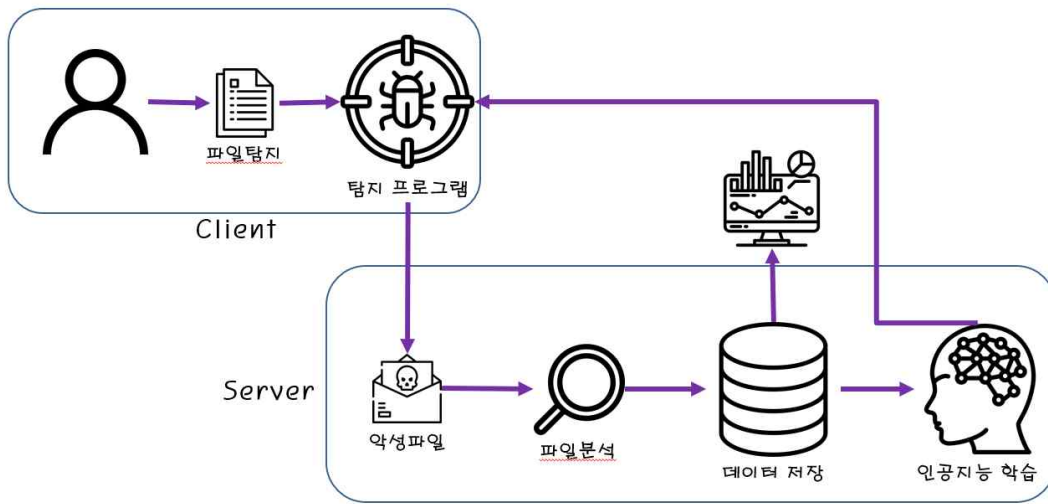 파일탐지
탐지 프로그램
Client
Server
악성파일
파일분석
데이터 저장
인공지능 학습